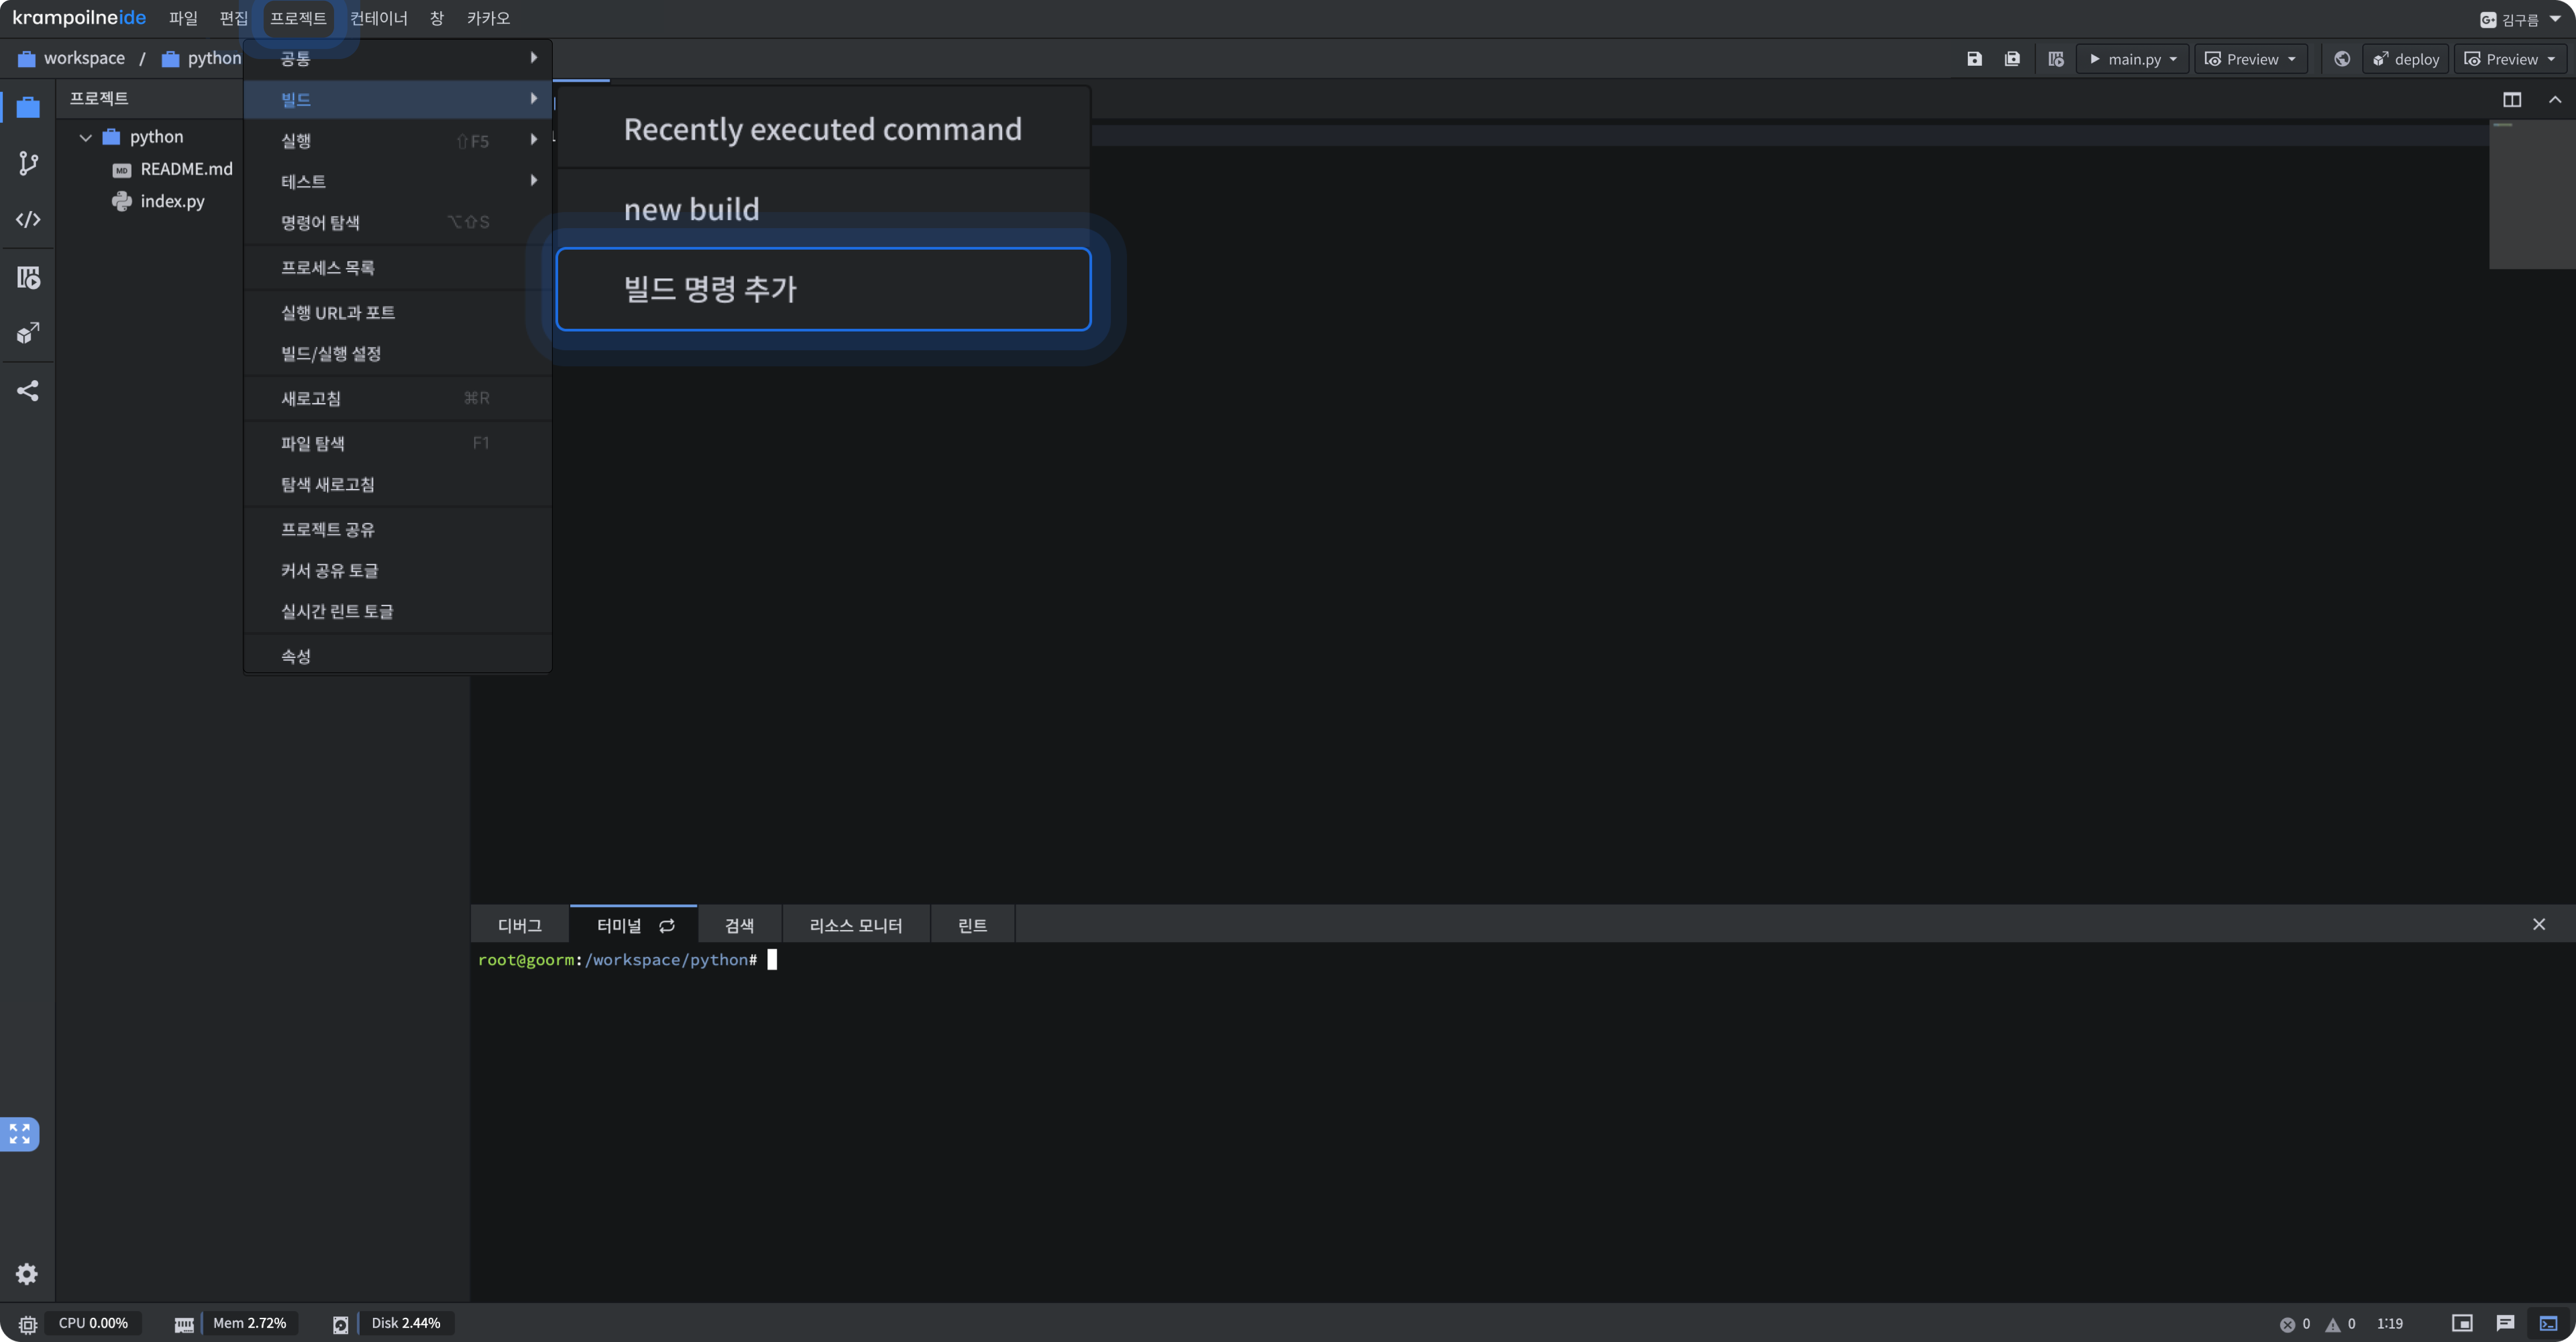 krampoilneide 파일 편집 프로젝트 컨테이너 창 카카오 G+ 김구름
workspace / python main.py Preview deploy Preview
프로젝트
python
MD README.md
index.py
공통
빌드
실행 ⇧F5
테스트
명령어 탐색 ⌥⇧S
프로세스 목록
실행 URL과 포트
빌드/실행 설정
새로고침 ⌘R
파일 탐색 F1
탐색 새로고침
프로젝트 공유
커서 공유 토글
실시간 린트 토글
속성
Recently executed command
new build
빌드 명령 추가
디버그 터미널 검색 리소스 모니터 린트
root@goorm:/workspace/python#
CPU 0.00% Mem 2.72% Disk 2.44% 0 0 1:19